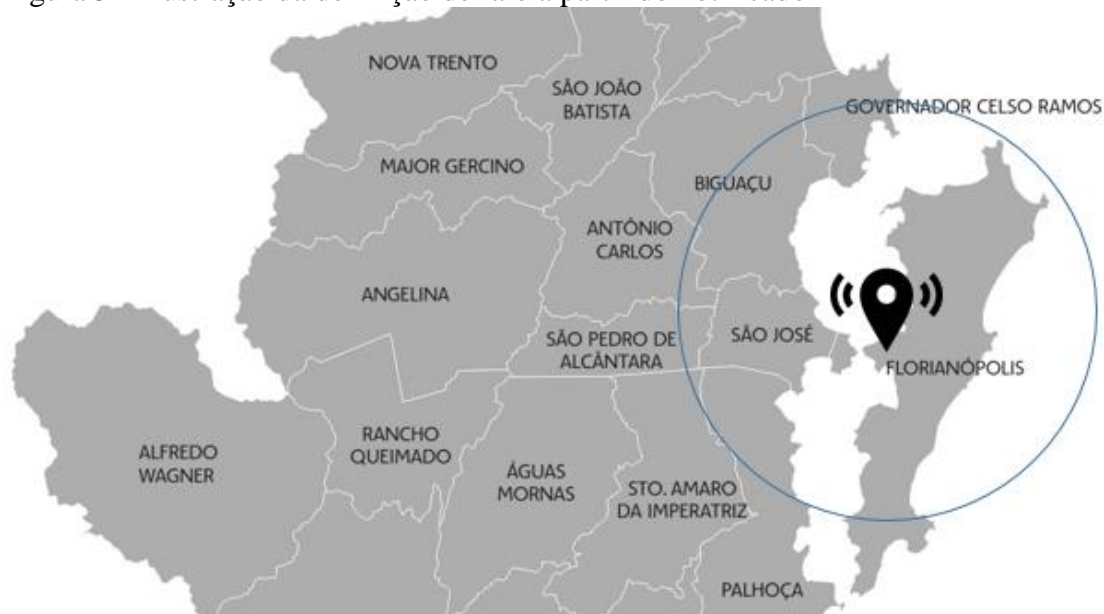 NOVA TRENTO
SÃO JOÃO
BATISTA
GOVERNADOR CELSO RAMOS
MAJOR GERCINO
BIGUAÇU
ANTÔNIO
CARLOS
ANGELINA
SÃO PEDRO DE
ALCÂNTARA
SÃO JOSÉ
FLORIANÓPOLIS
ALFREDO
WAGNER
RANCHO
QUEIMADO
ÁGUAS
MORNAS
STO. AMARO
DA IMPERATRIZ
PALHOÇA